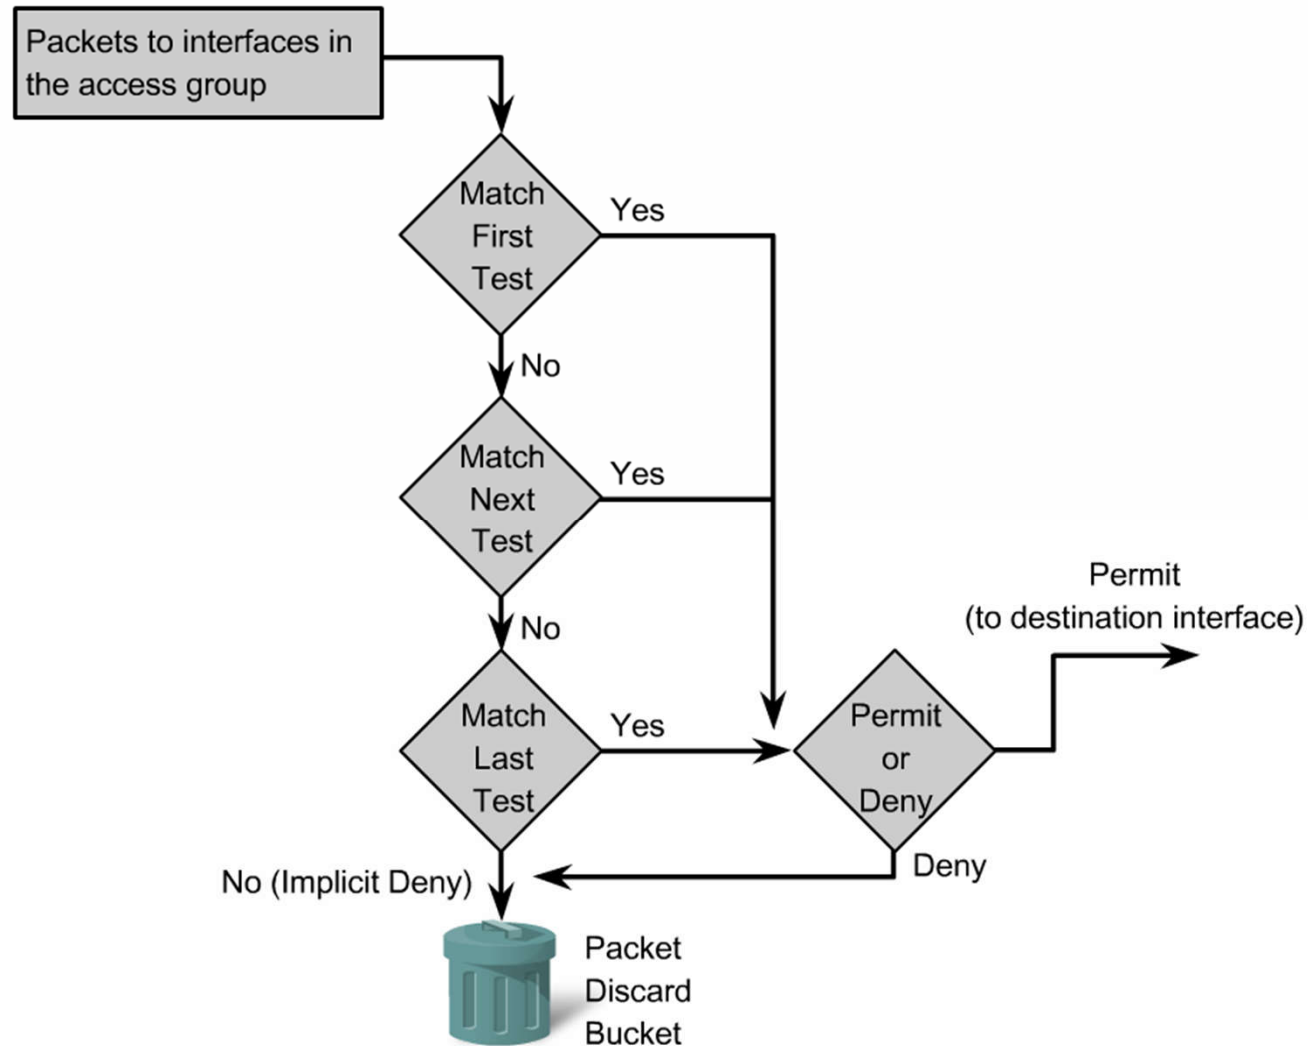 Packets to interfaces in
the access group
Match
First
Test
Yes
No
Match
Next
Test
Yes
No
Match
Last
Test
Yes
Permit
or
Deny
Permit
(to destination interface)
Deny
No (Implicit Deny)
Packet
Discard
Bucket